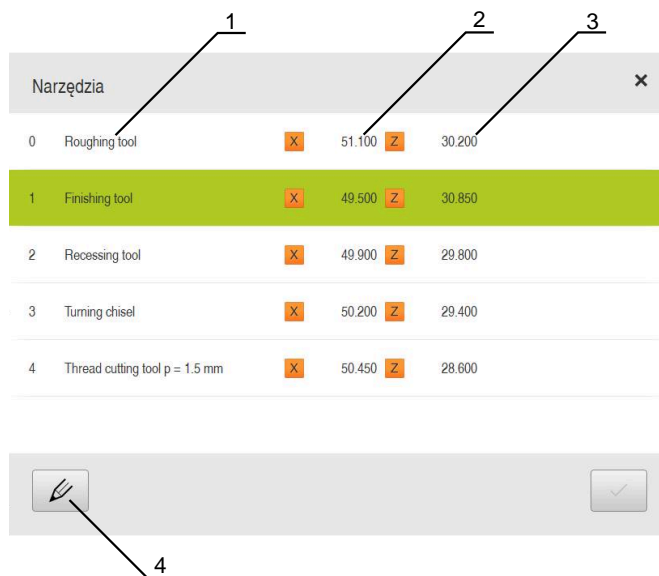 1 2 3
Narzędzia ×
0 Roughing tool X 51.100 Z 30.200
1 Finishing tool X 49.500 Z 30.850
2 Recessing tool X 49.900 Z 29.800
3 Turning chisel X 50.200 Z 29.400
4 Thread cutting tool p = 1.5 mm X 50.450 Z 28.600
4